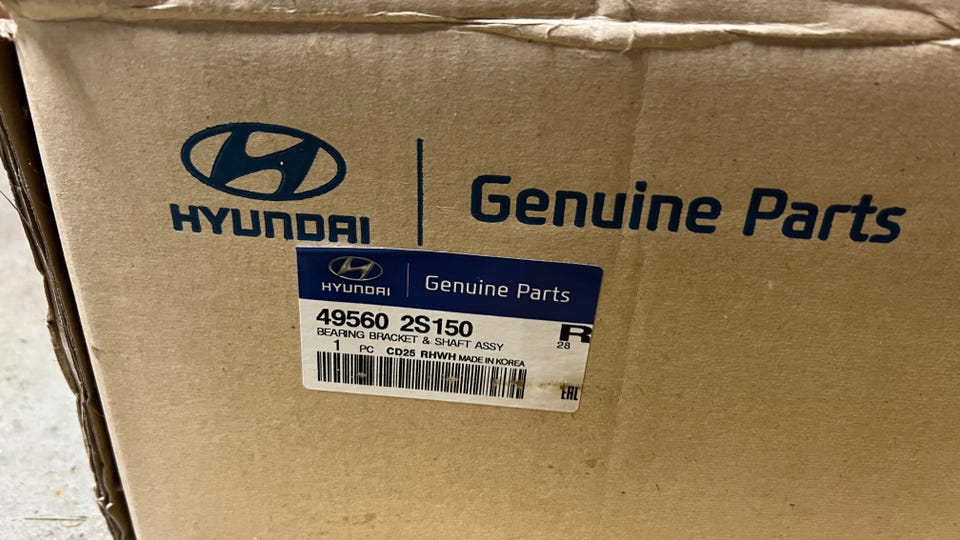 HYUNDAI Genuine Parts
HYUNDAI Genuine Parts
49560 2S150 R
BEARING BRACKET & SHAFT ASSY 28
1 PC CD25 RHWH MADE IN KOREA
EAC